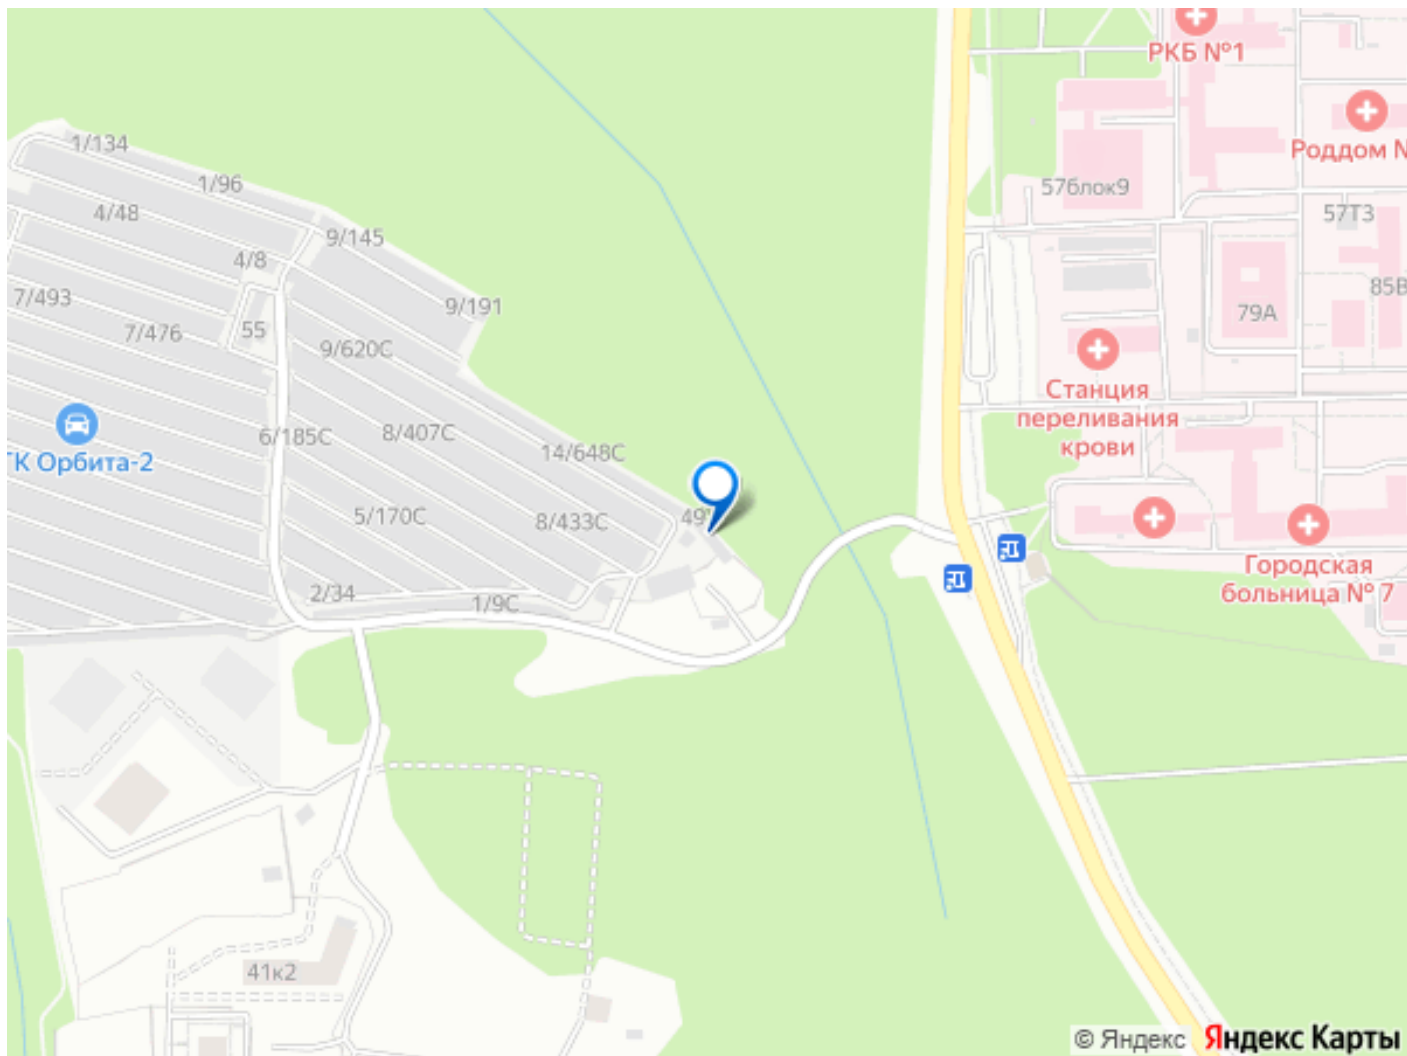 РКБ №1
Роддом №
1/134
1/96
57блок9
4/48
57Т3
9/145
4/8
85В
7/493
9/191
79А
7/476
55
9/620С
Станция
переливания
крови
6/185С
8/407С
ГК Орбита-2
14/648С
5/170С
8/433С
Городская
больница № 7
2/34
1/9С
41к2
© Яндекс Яндекс Карты